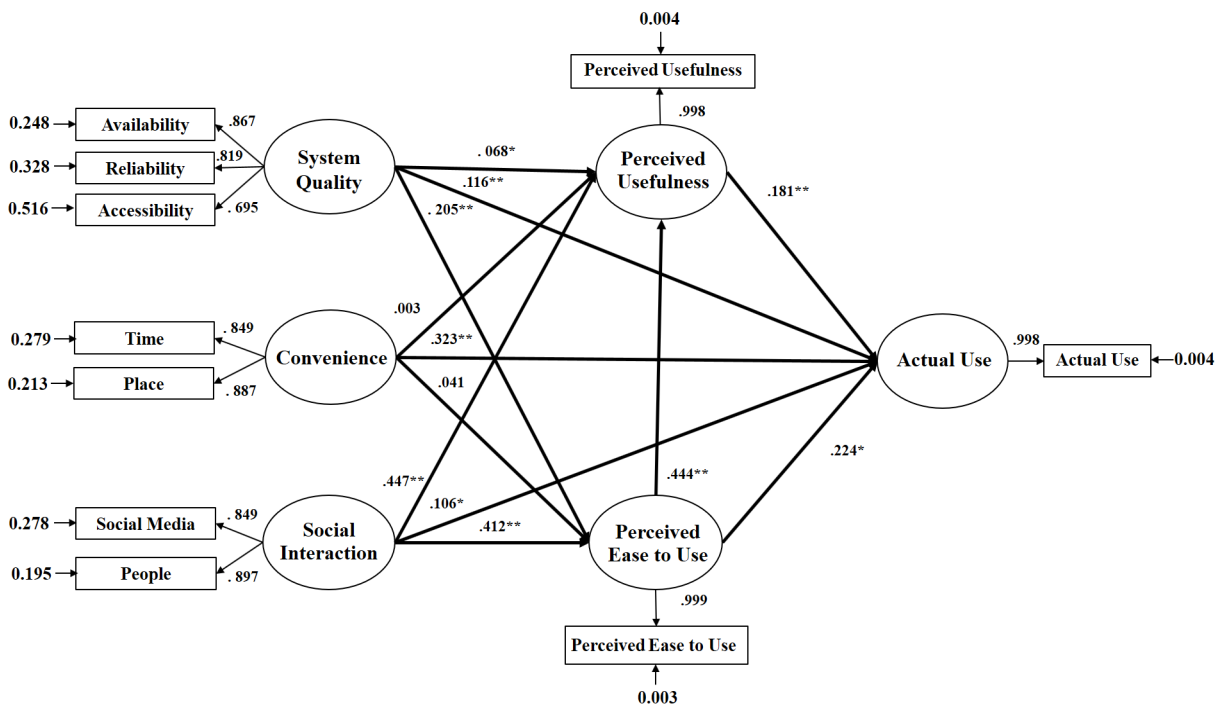 0.004
Perceived Usefulness
.998
0.248
Availability
.867
0.328
Reliability
.819
0.516
Accessibility
.695
System
Quality
. 068*
.116**
. 205**
Perceived
Usefulness
.181**
0.279
Time
.849
0.213
Place
. 887
Convenience
.003
.323**
.041
Actual Use
.998
Actual Use
0.004
0.278
Social Media
.849
0.195
People
. 897
Social
Interaction
.447**
.106*
.412**
.444**
.224*
Perceived
Ease to Use
.999
Perceived Ease to Use
0.003